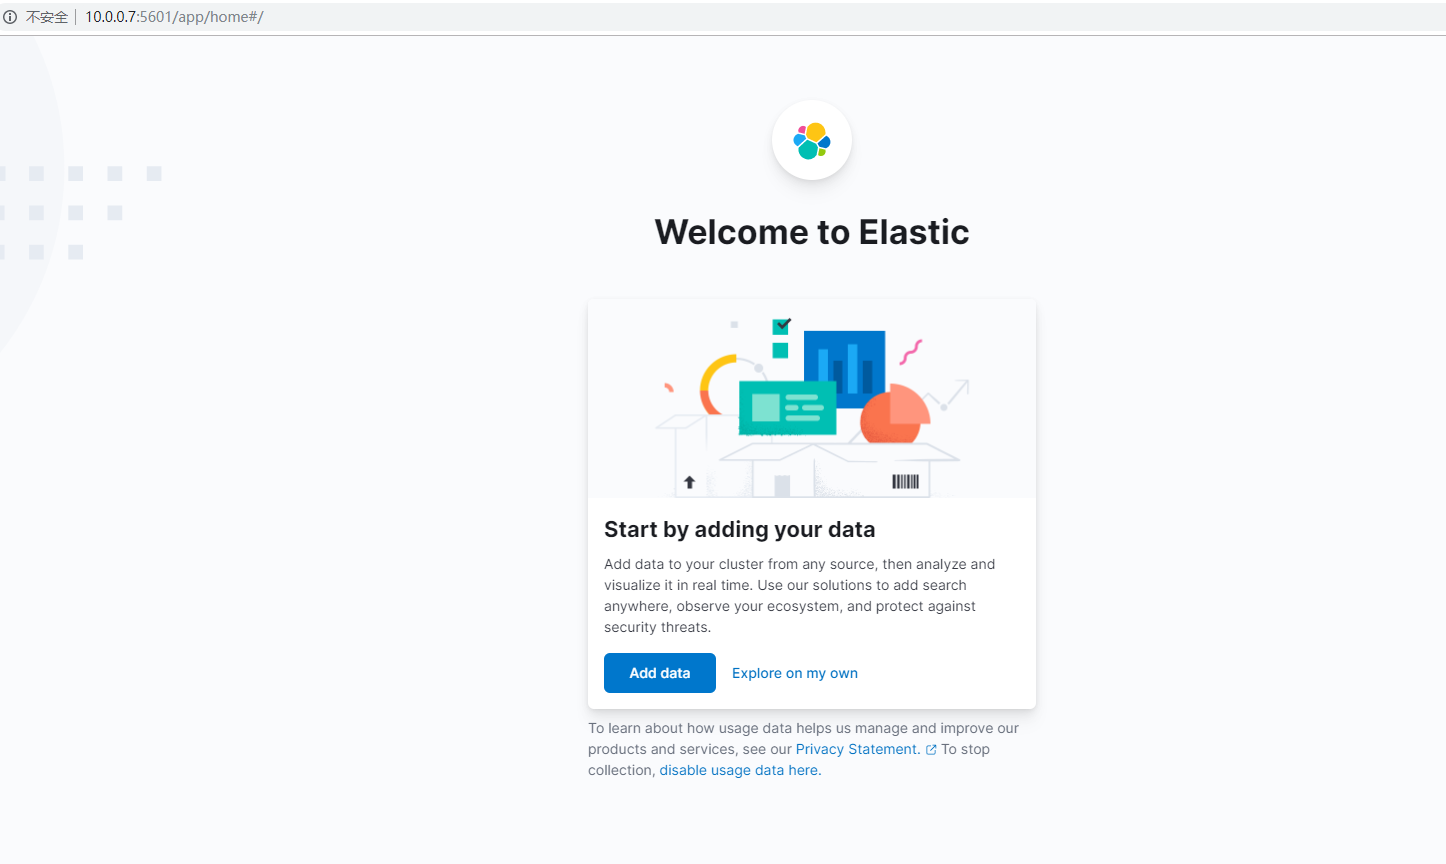 不安全 10.0.0.7:5601/app/home#/
Welcome to Elastic
Start by adding your data
Add data to your cluster from any source, then analyze and
visualize it in real time. Use our solutions to add search
anywhere, observe your ecosystem, and protect against
security threats.
Add data Explore on my own
To learn about how usage data helps us manage and improve our
products and services, see our Privacy Statement. To stop
collection, disable usage data here.